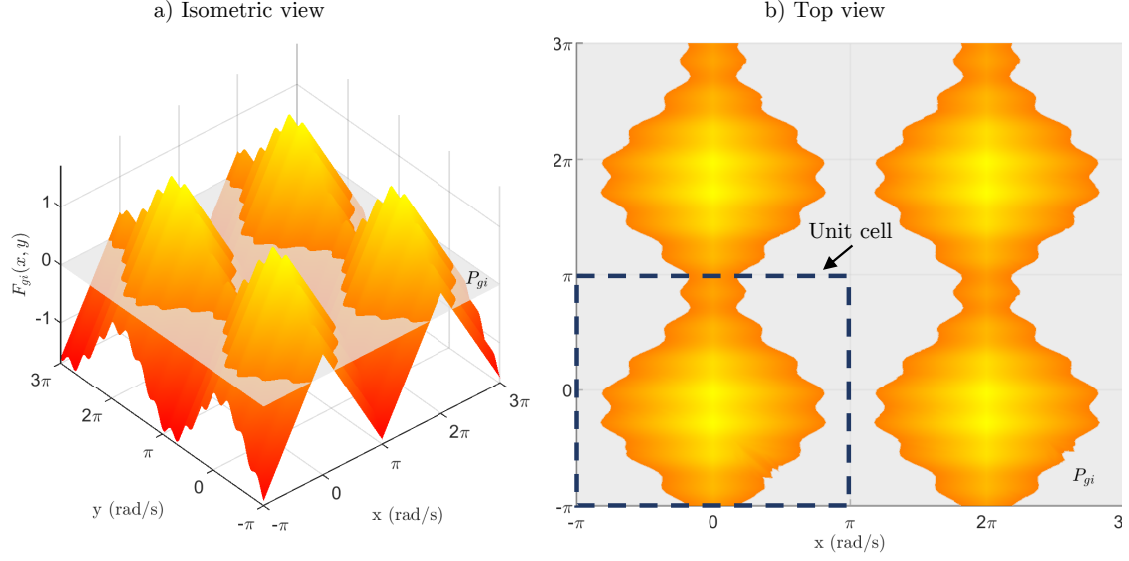 a) Isometric view
b) Top view
F_{gi}(x, y)
1
0
-1
P_{gi}
3π
2π
π
0
-π
y (rad/s)
-π
0
π
2π
3π
x (rad/s)
3π
2π
π
0
-π
Unit cell
P_{gi}
-π
0
π
2π
3
x (rad/s)